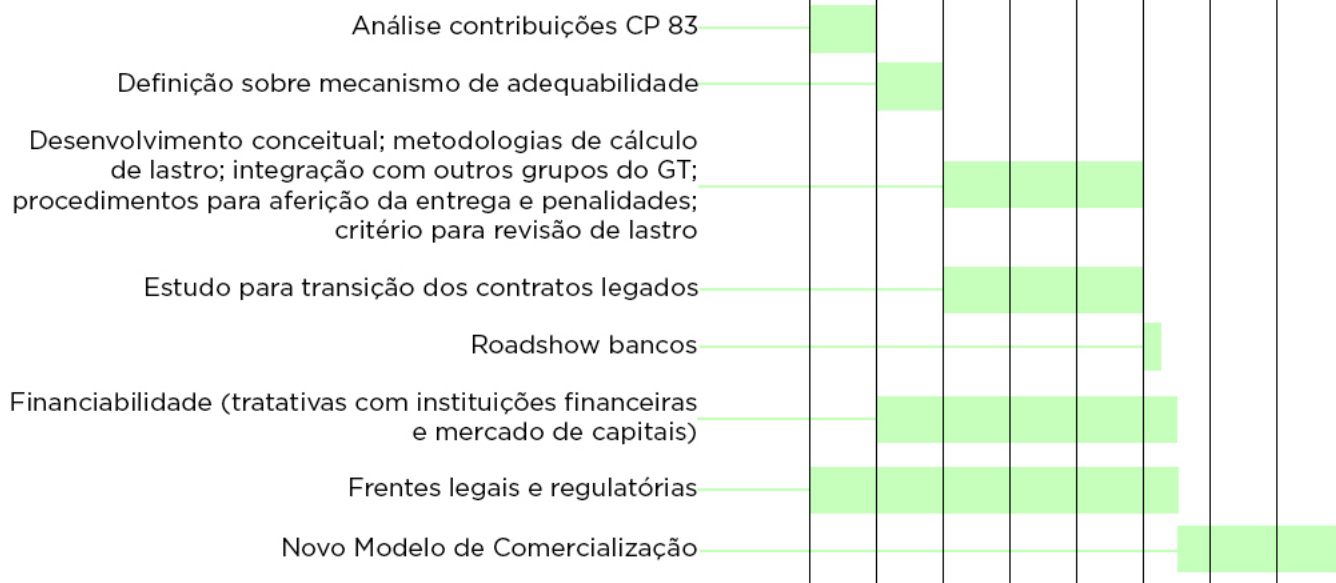 Análise contribuições CP 83
Definição sobre mecanismo de adequabilidade
Desenvolvimento conceitual; metodologias de cálculo
de lastro; integração com outros grupos do GT;
procedimentos para aferição da entrega e penalidades;
critério para revisão de lastro
Estudo para transição dos contratos legados
Roadshow bancos
Financiabilidade (tratativas com instituições financeiras
e mercado de capitais)
Frentes legais e regulatórias
Novo Modelo de Comercialização